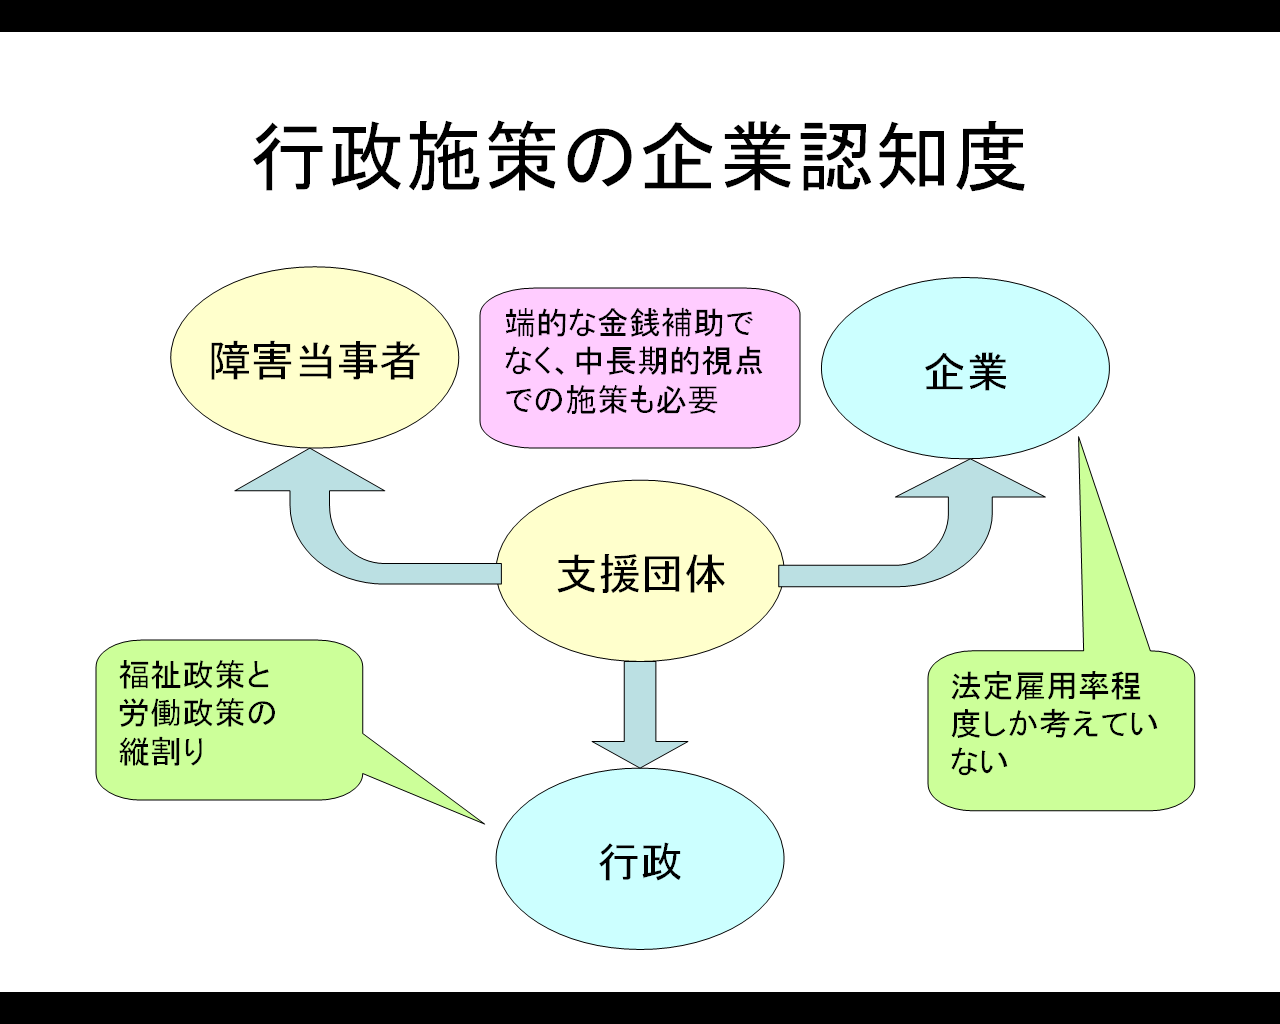 行政施策の企業認知度
障害当事者
端的な金銭補助で
なく、中長期的視点
での施策も必要
企業
支援団体
福祉政策と
労働政策の
縦割り
法定雇用率程
度しか考えてい
ない
行政